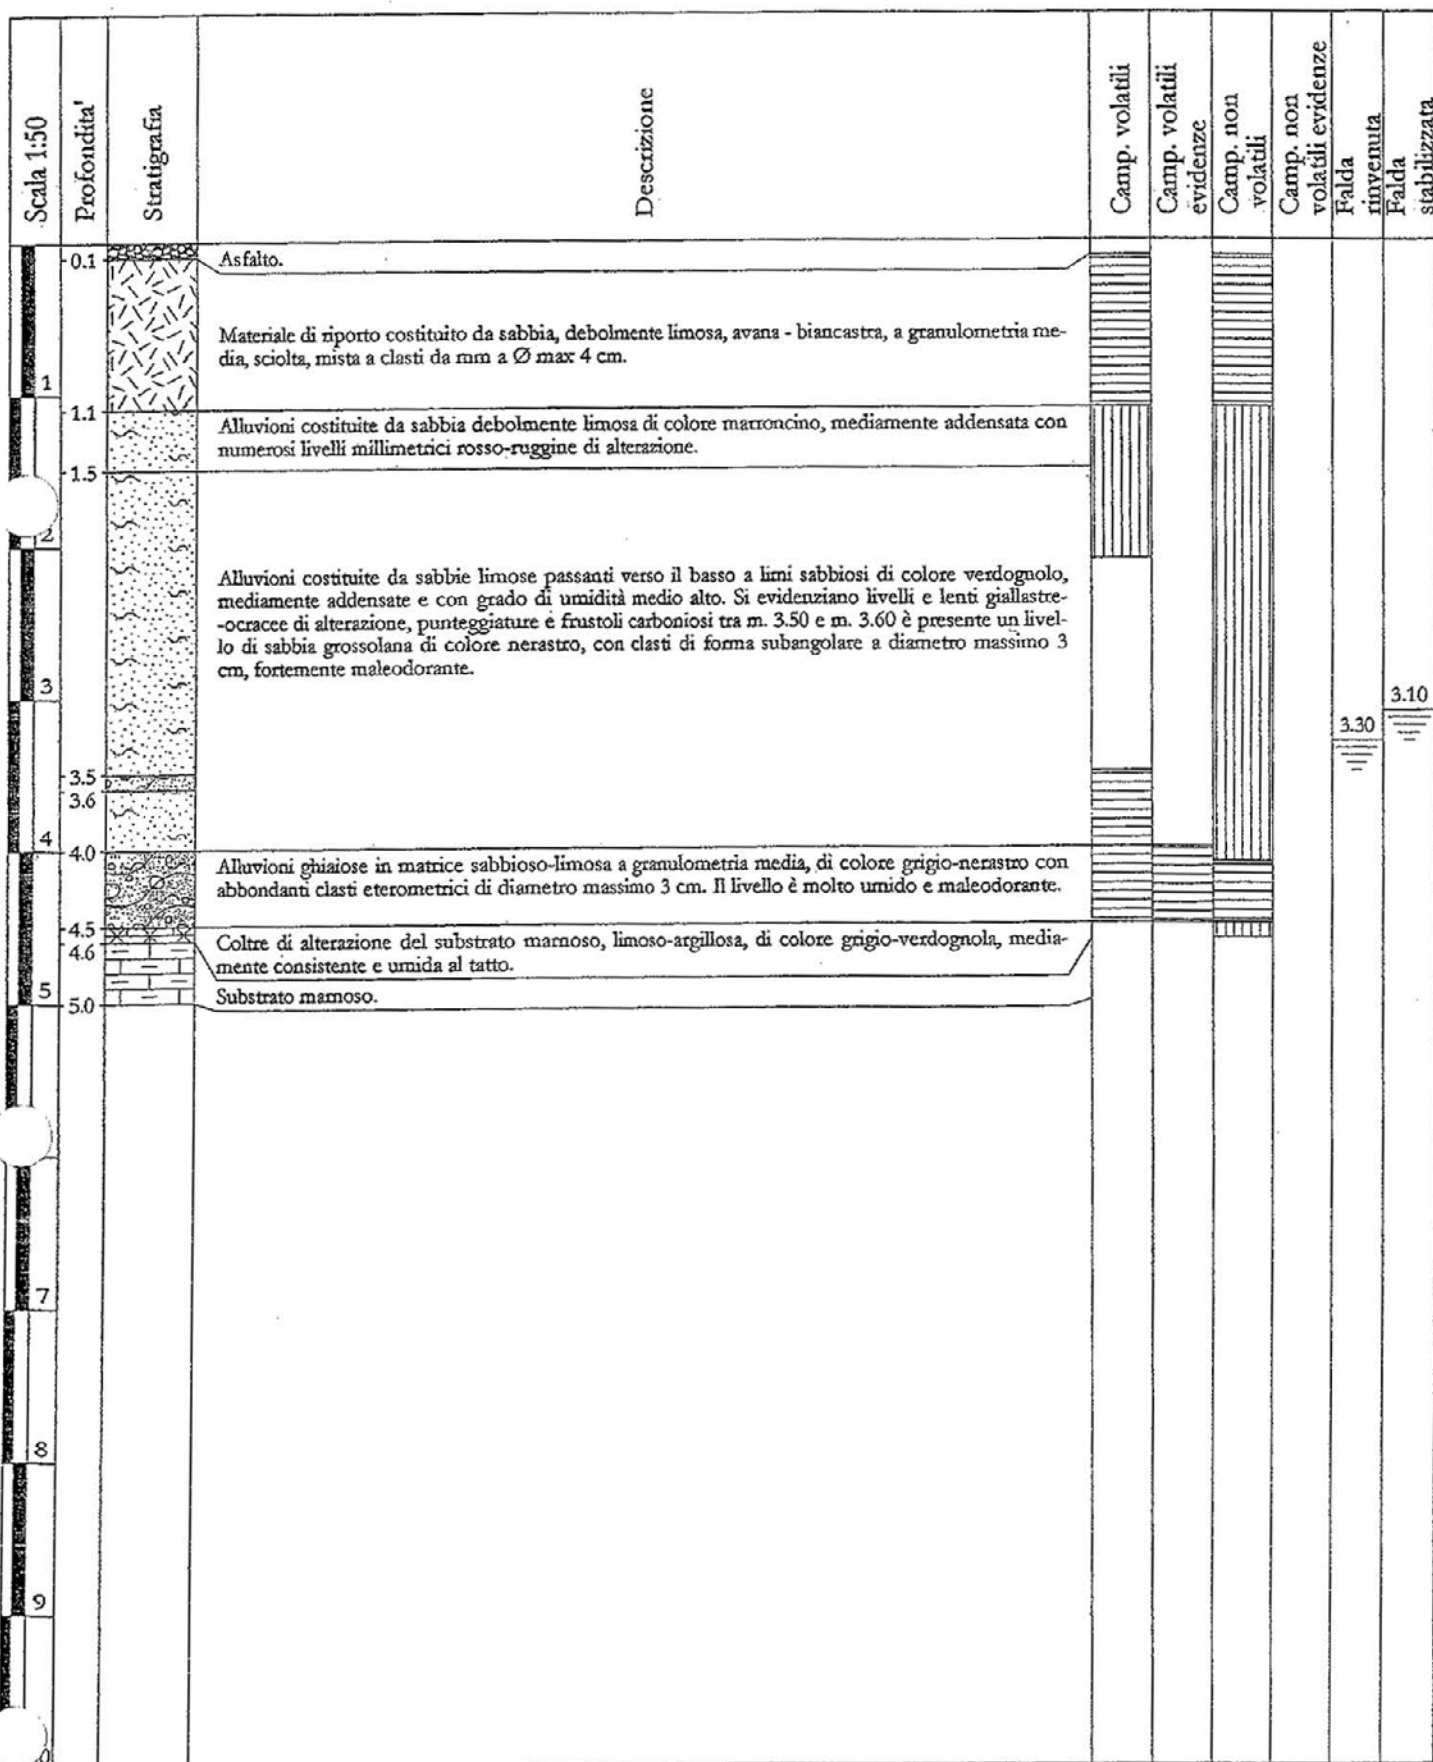 Scala 1:50
Profondita'
Stratigrafia
Descrizione
Camp. volatili
Camp. volatili
evidenze
Camp. non
volatili
Camp. non
volatili evidenze
Falda
rinvenuta
Falda
stabilizzata
0.1
Asfalto.
Materiale di riporto costituito da sabbia, debolmente limosa, avana - biancastra, a granulometria me-
dia, sciolta, mista a clasti da mm a Ø max 4 cm.
1
1.1
Alluvioni costituite da sabbia debolmente limosa di colore marroncino, mediamente addensata con
numerosi livelli millimetrici rosso-ruggine di alterazione.
1.5
2
Alluvioni costituite da sabbie limose passanti verso il basso a limi sabbiosi di colore verdognolo,
mediamente addensate e con grado di umidità medio alto. Si evidenziano livelli e lenti giallastre-
-ocracee di alterazione, punteggiature e frustoli carboniosi tra m. 3.50 e m. 3.60 è presente un livel-
lo di sabbia grossolana di colore nerastro, con clasti di forma subangolare a diametro massimo 3
cm, fortemente maleodorante.
3
3.10
3.30
3.5
3.6
4
4.0
Alluvioni ghiaiose in matrice sabbioso-limosa a granulometria media, di colore grigio-nerastro con
abbondanti clasti eterometrici di diametro massimo 3 cm. Il livello è molto umido e maleodorante.
4.5
4.6
Coltre di alterazione del substrato marnoso, limoso-argillosa, di colore grigio-verdognola, media-
mente consistente e umida al tatto.
5
5.0
Substrato marnoso.
7
8
9